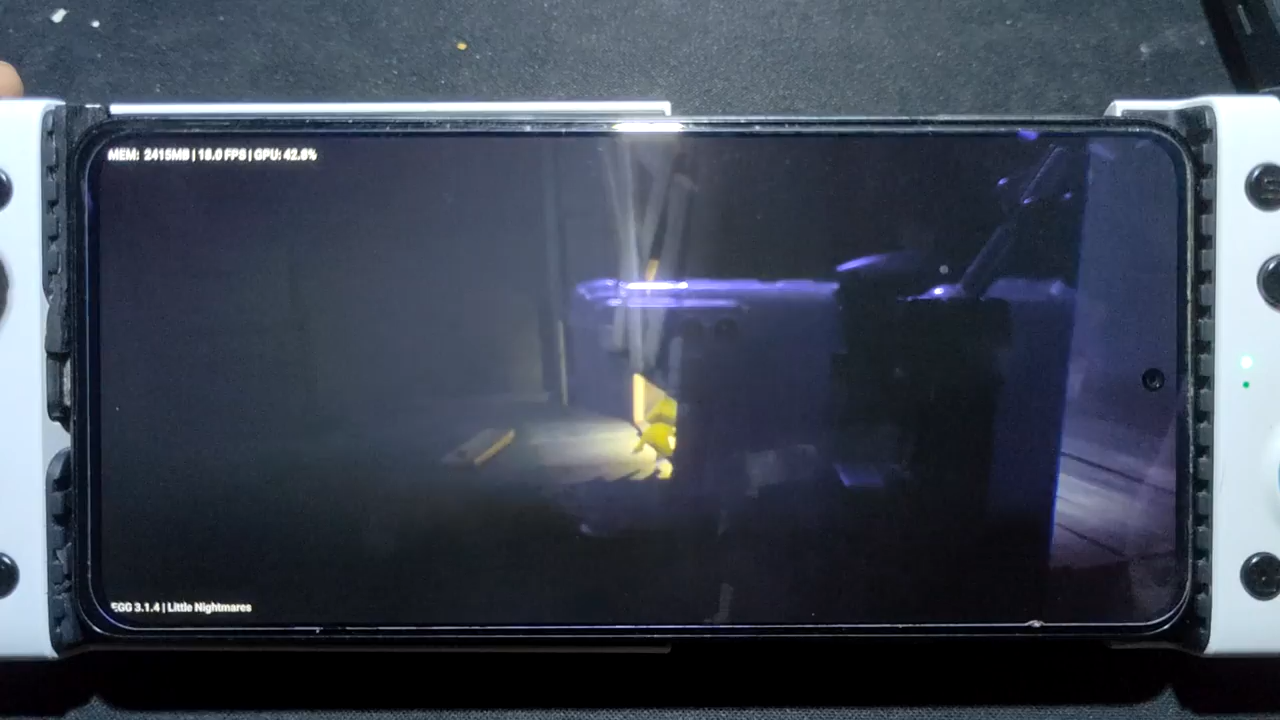 MEM: 2415MB | 18.0 FPS | GPU: 42.8%
EGG 3.1.4 | Little Nightmares